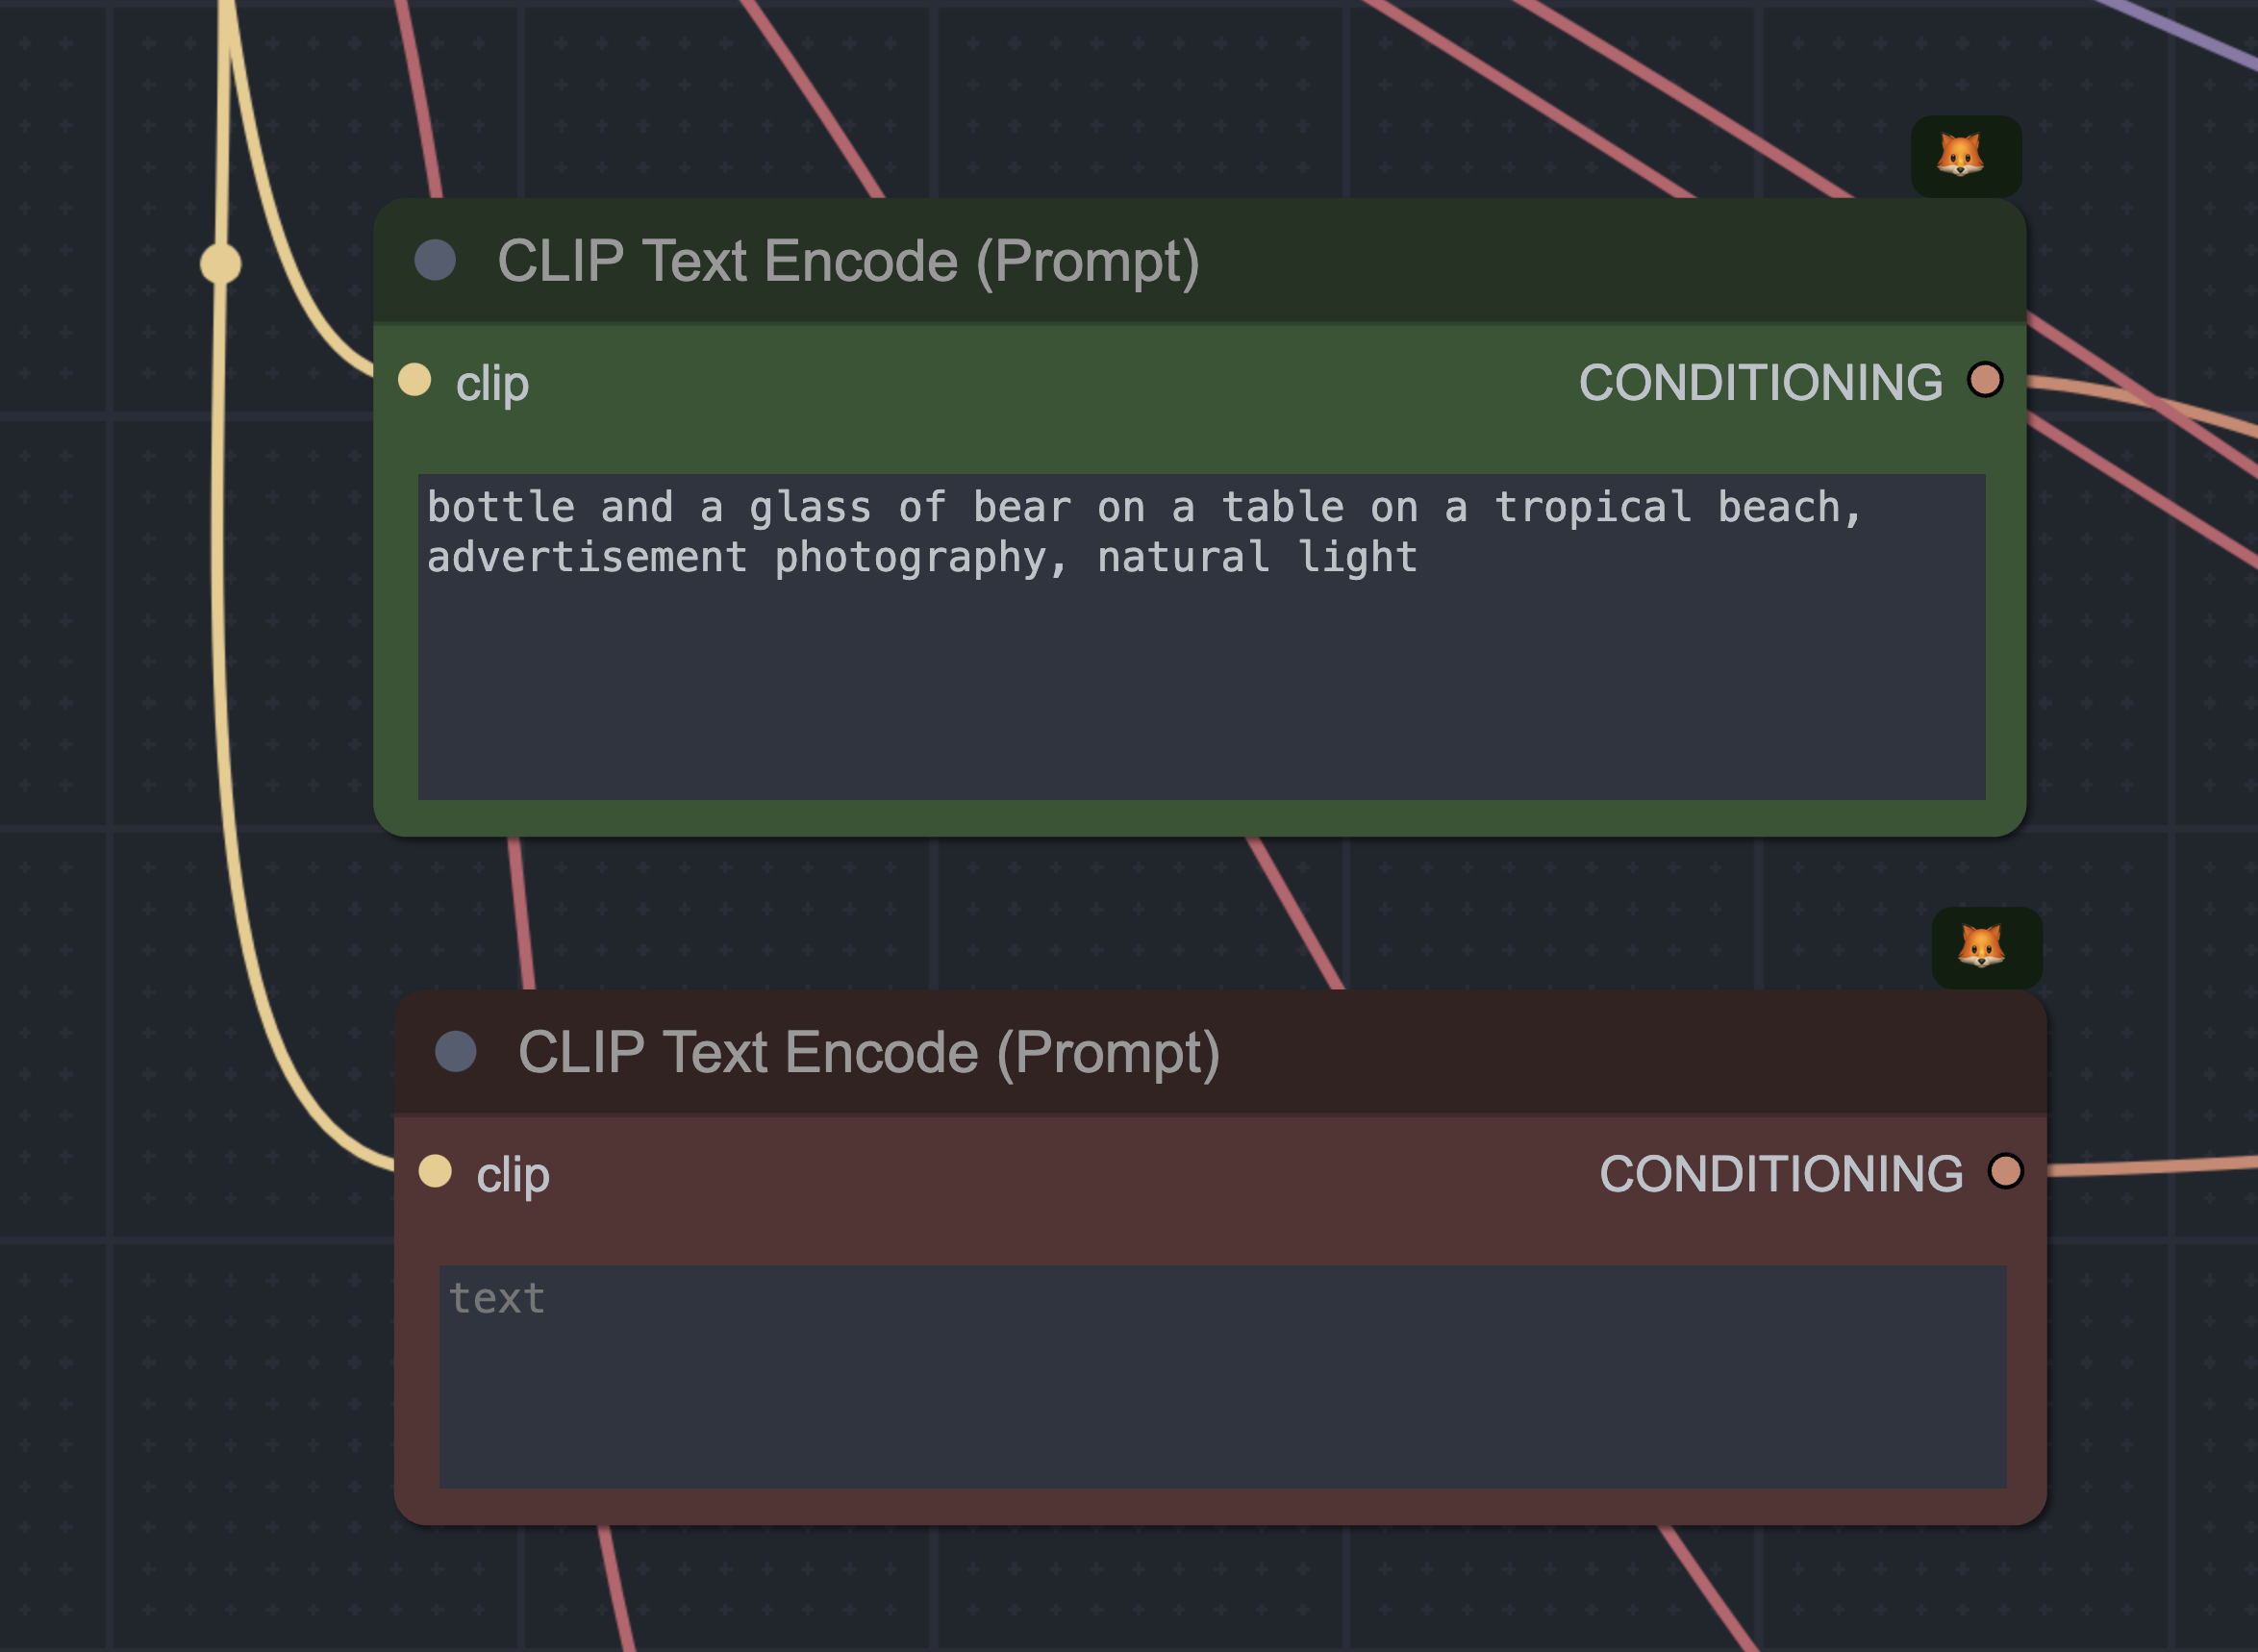 CLIP Text Encode (Prompt)
clip
CONDITIONING
bottle and a glass of bear on a table on a tropical beach,
advertisement photography, natural light
CLIP Text Encode (Prompt)
clip
CONDITIONING
text